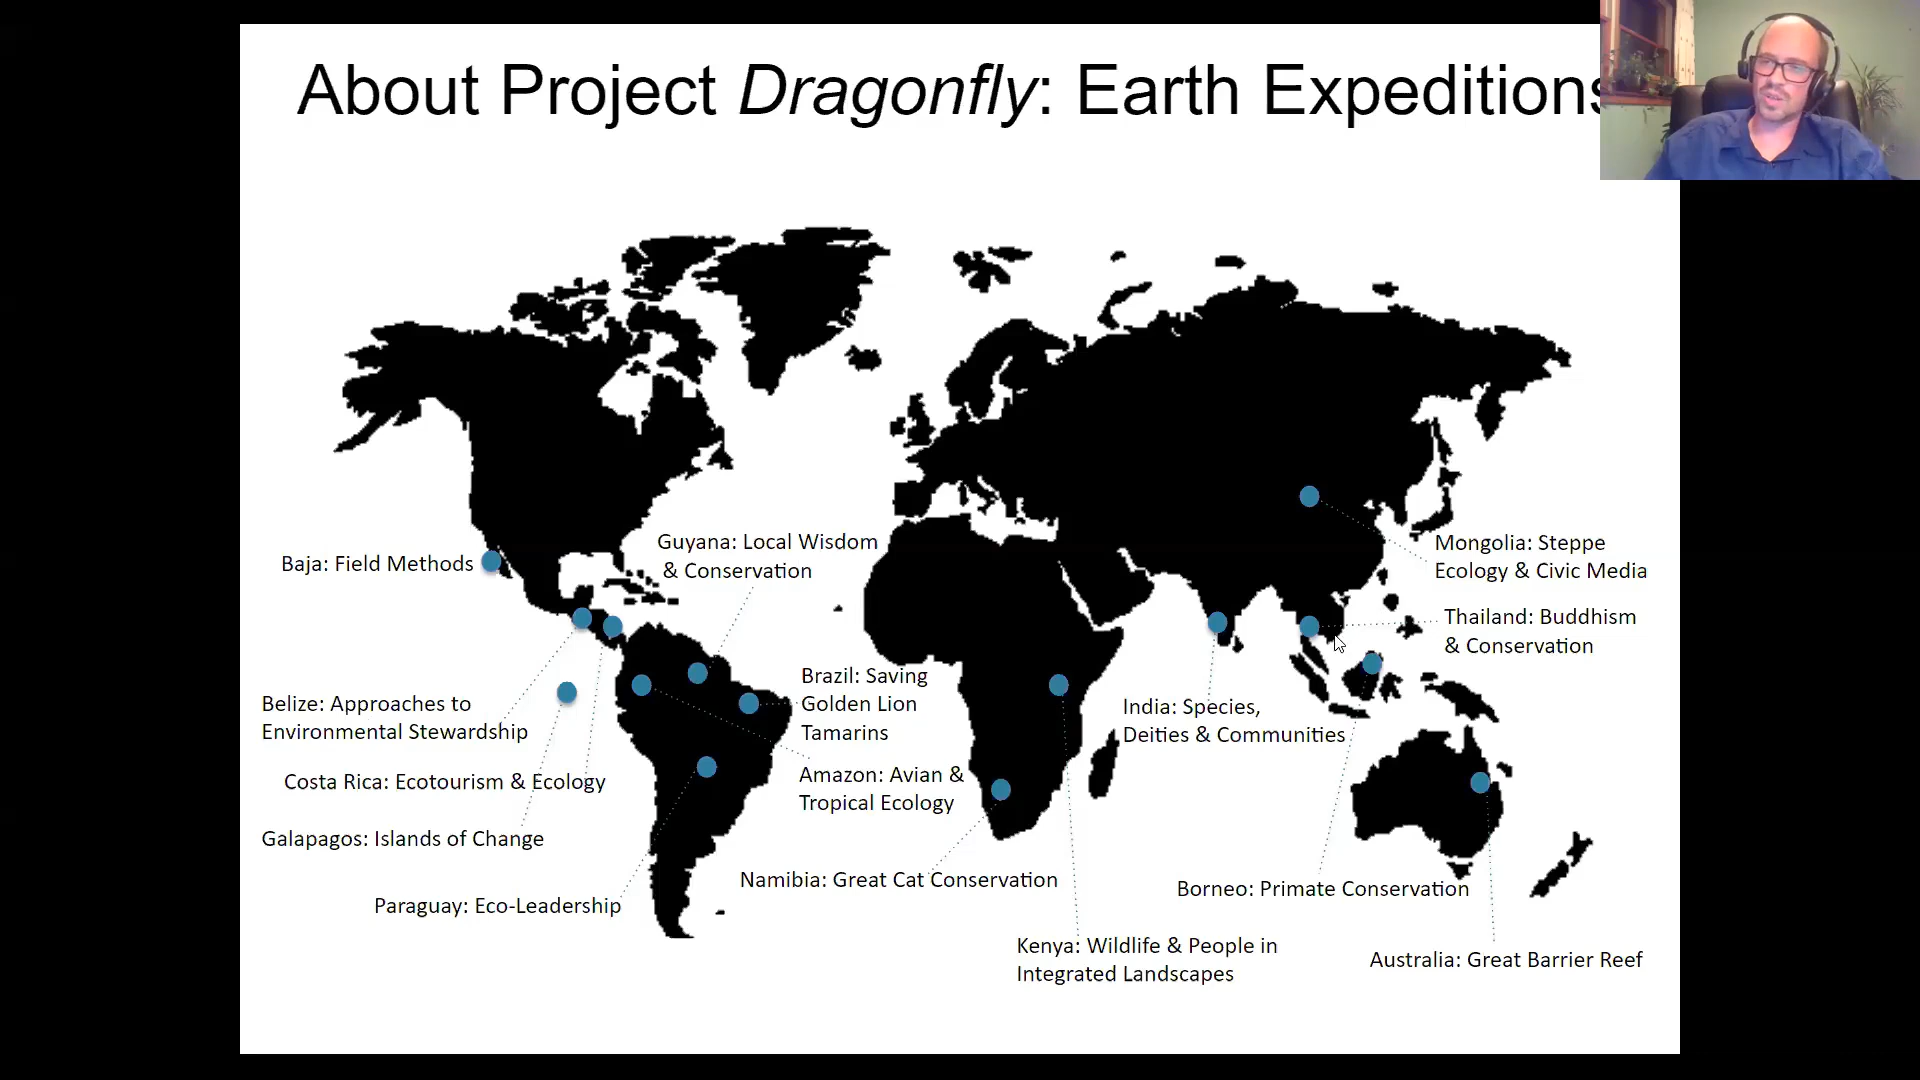 About Project Dragonfly: Earth Expeditions
Guyana: Local Wisdom
& Conservation
Baja: Field Methods
Mongolia: Steppe
Ecology & Civic Media
Thailand: Buddhism
& Conservation
Brazil: Saving
Golden Lion
Tamarins
Belize: Approaches to
Environmental Stewardship
India: Species,
Deities & Communities
Costa Rica: Ecotourism & Ecology
Amazon: Avian &
Tropical Ecology
Galapagos: Islands of Change
Namibia: Great Cat Conservation
Borneo: Primate Conservation
Paraguay: Eco-Leadership
Kenya: Wildlife & People in
Integrated Landscapes
Australia: Great Barrier Reef